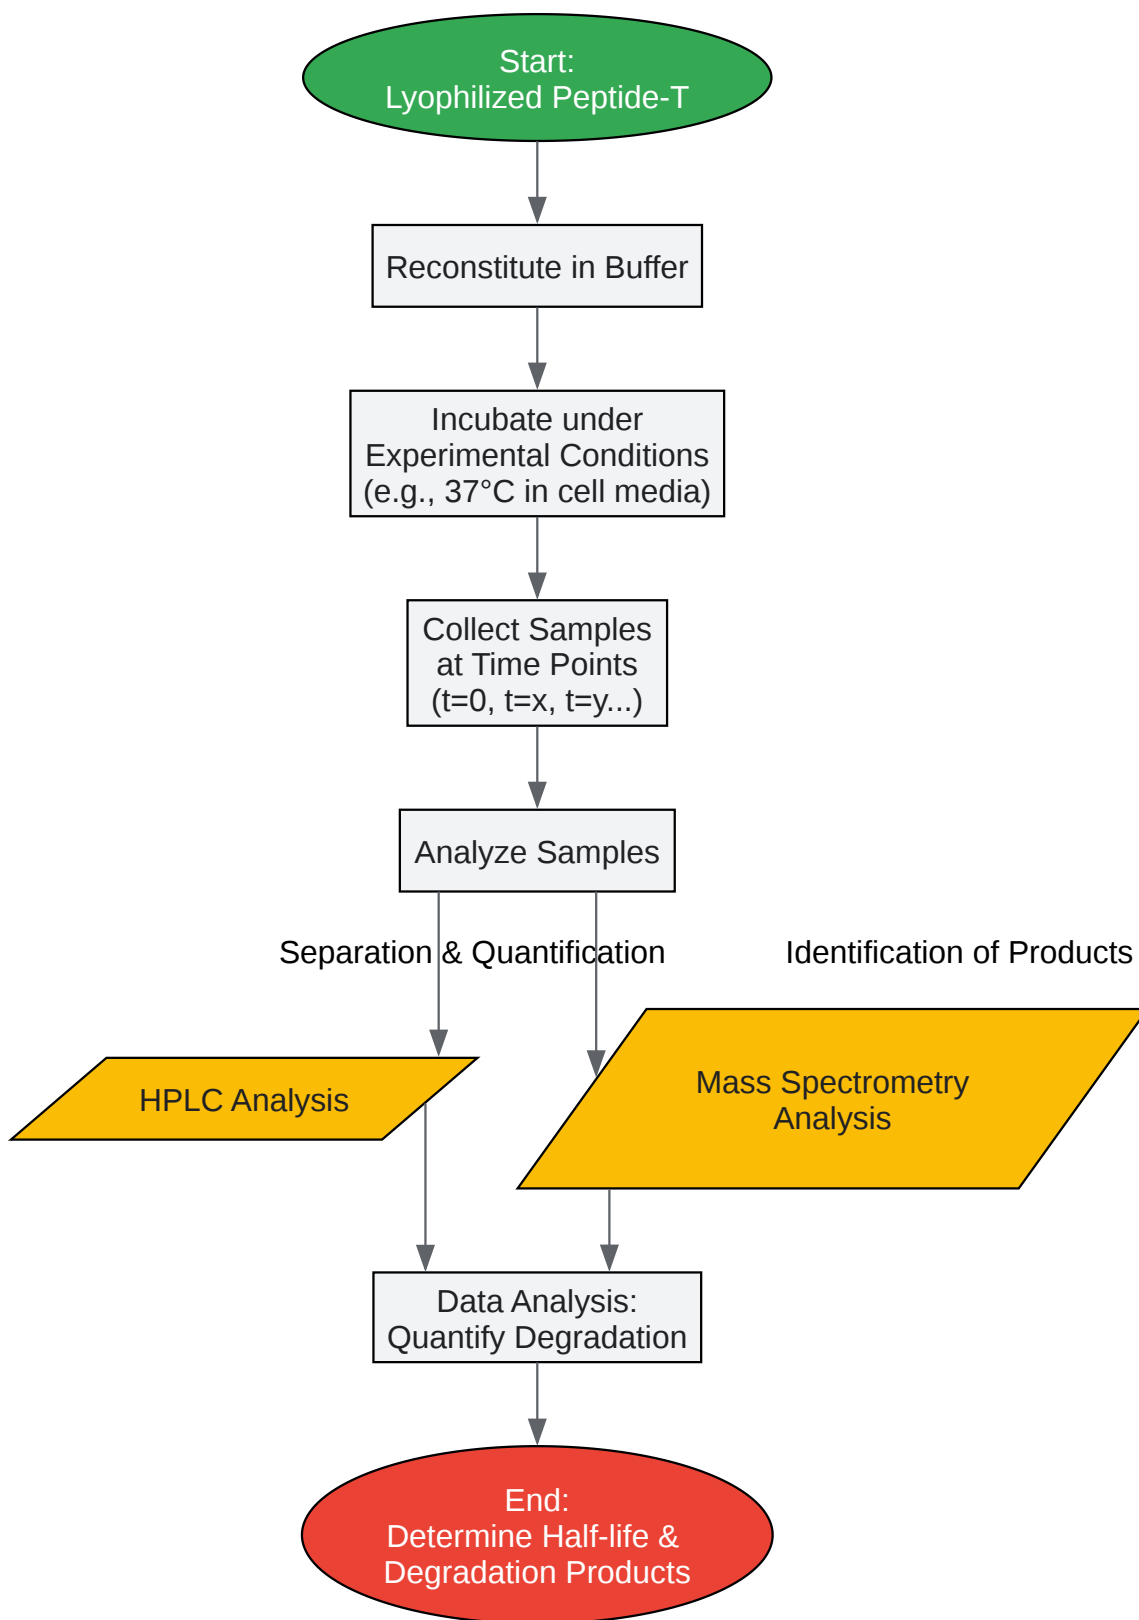 Start:
Lyophilized Peptide-T
Reconstitute in Buffer
Incubate under
Experimental Conditions
(e.g., 37°C in cell media)
Collect Samples
at Time Points
(t=0, t=x, t=y...)
Analyze Samples
Separation & Quantification
Identification of Products
HPLC Analysis
Mass Spectrometry
Analysis
Data Analysis:
Quantify Degradation
End:
Determine Half-life &
Degradation Products